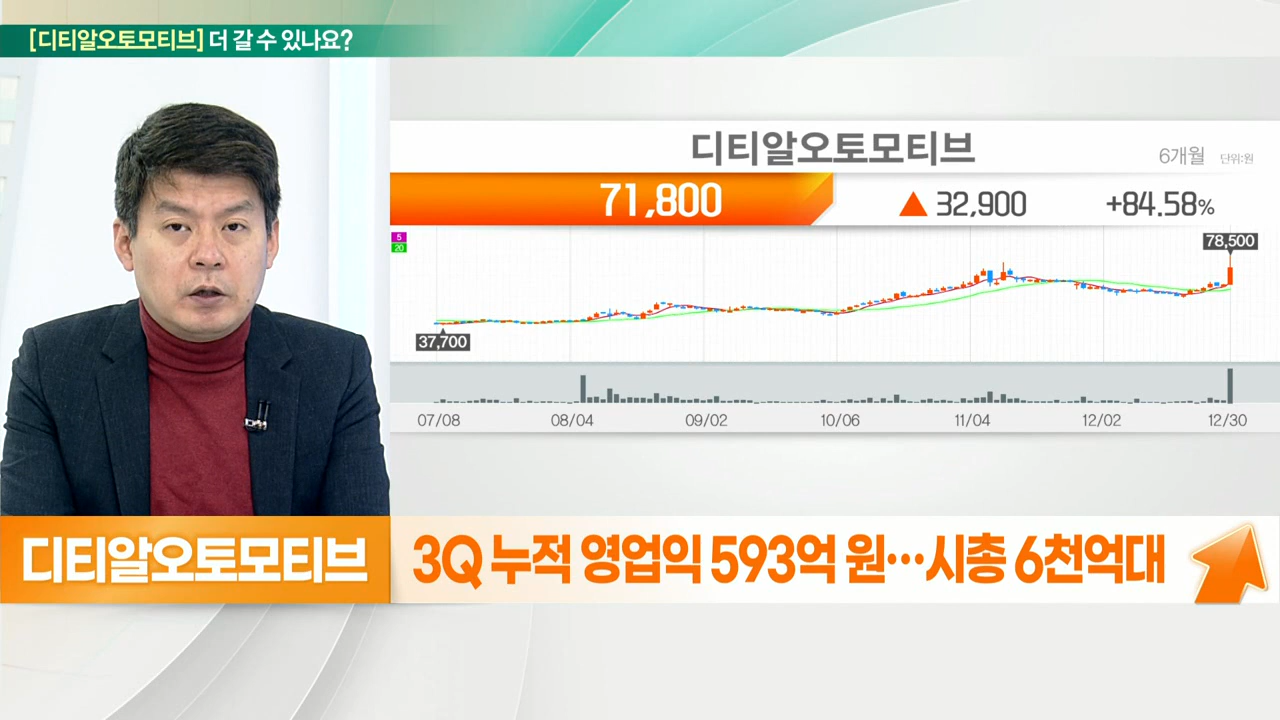 [디티알오토모티브] 더 갈 수 있나요?
디티알오토모티브
6개월 단위:원
71,800 ▲ 32,900 +84.58%
5
20
78,500
37,700
07/08 08/04 09/02 10/06 11/04 12/02 12/30
디티알오토모티브 3Q 누적 영업익 593억 원…시총 6천억대